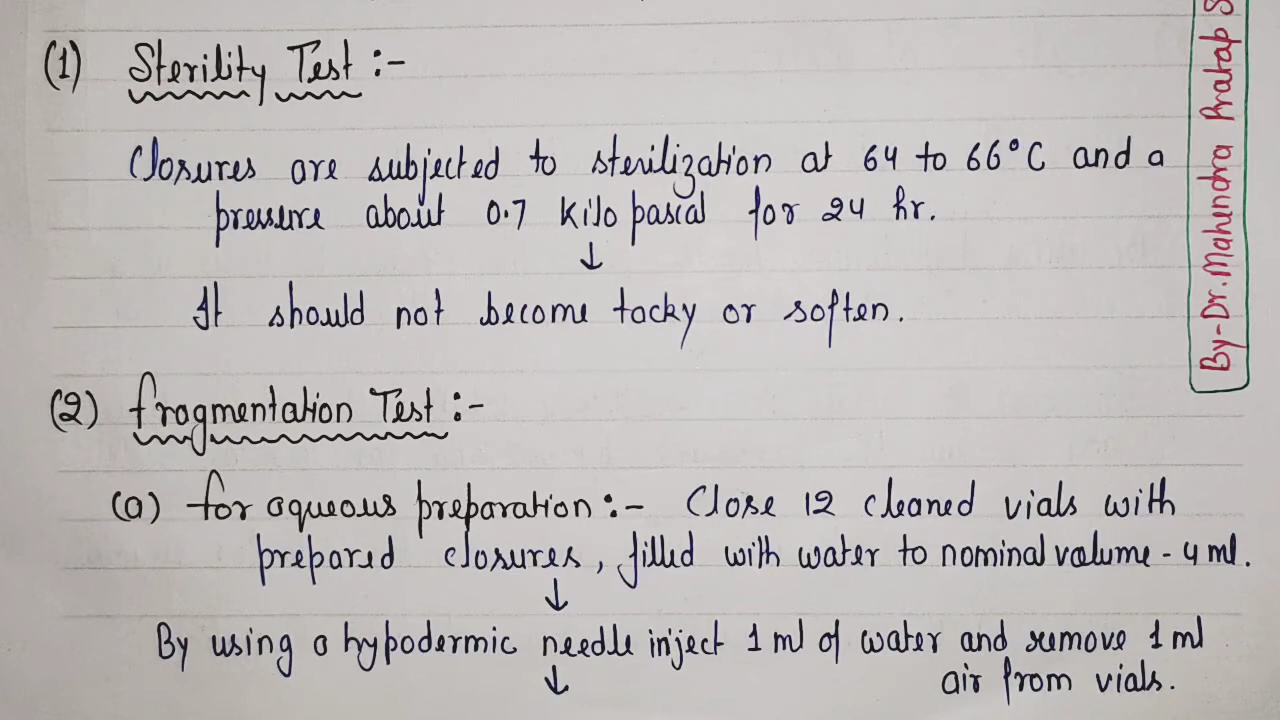 (1) Sterility Test :-
Closures are subjected to sterilization at 64 to 66°C and a
pressure about 0.7 Kilo pascal for 24 hr.
↓
It should not become tacky or soften.
(2) fragmentation Test :-
(a) for aqueous preparation :- Close 12 cleaned vials with
prepared closures, filled with water to nominal volume - 4 ml.
↓
By using a hypodermic needle inject 1 ml of water and remove 1 ml
air from vials.
↓
By - Dr. Mahendra Pratap S